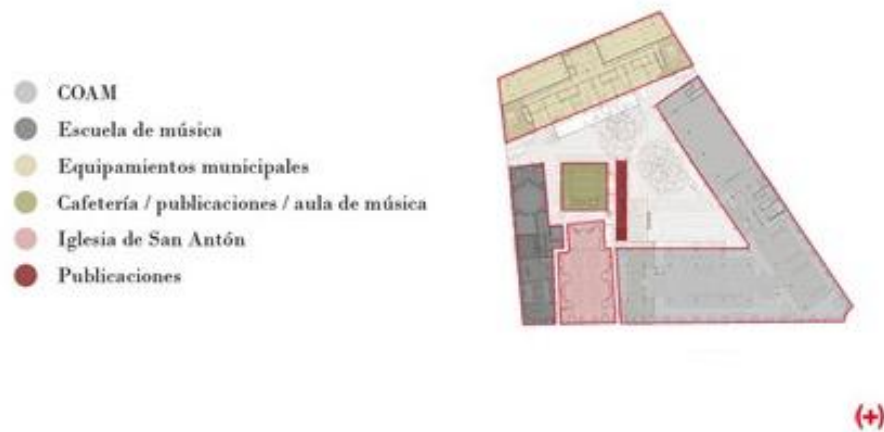 COAM
Escuela de música
Equipamientos municipales
Cafetería / publicaciones / aula de música
Iglesia de San Antón
Publicaciones
(+)